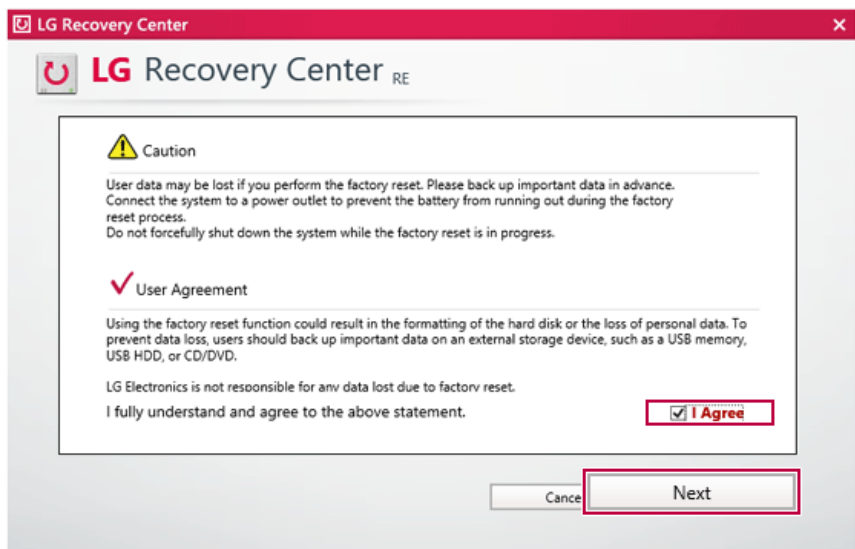 LG Recovery Center
LG Recovery Center RE
Caution
User data may be lost if you perform the factory reset. Please back up important data in advance.
Connect the system to a power outlet to prevent the battery from running out during the factory
reset process.
Do not forcefully shut down the system while the factory reset is in progress.
User Agreement
Using the factory reset function could result in the formatting of the hard disk or the loss of personal data. To
prevent data loss, users should back up important data on an external storage device, such as a USB memory,
USB HDD, or CD/DVD.
LG Electronics is not responsible for any data lost due to factory reset.
I fully understand and agree to the above statement.
I Agree
Cance
Next